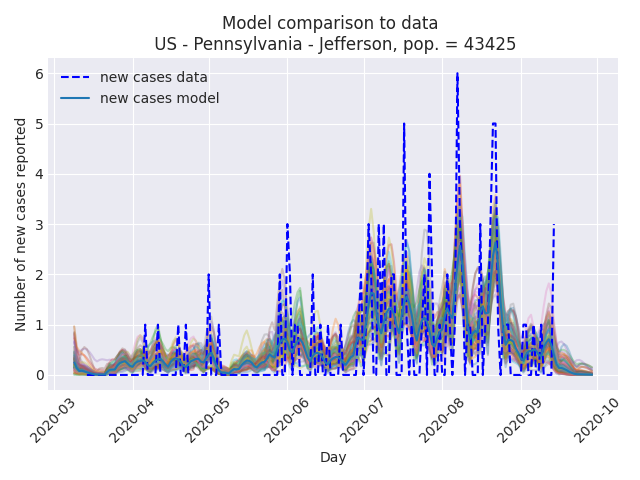 Model comparison to data
US - Pennsylvania - Jefferson, pop. = 43425
new cases data
new cases model
Number of new cases reported
6
5
4
3
2
1
0
2020-03
2020-04
2020-05
2020-06
2020-07
2020-08
2020-09
2020-10
Day